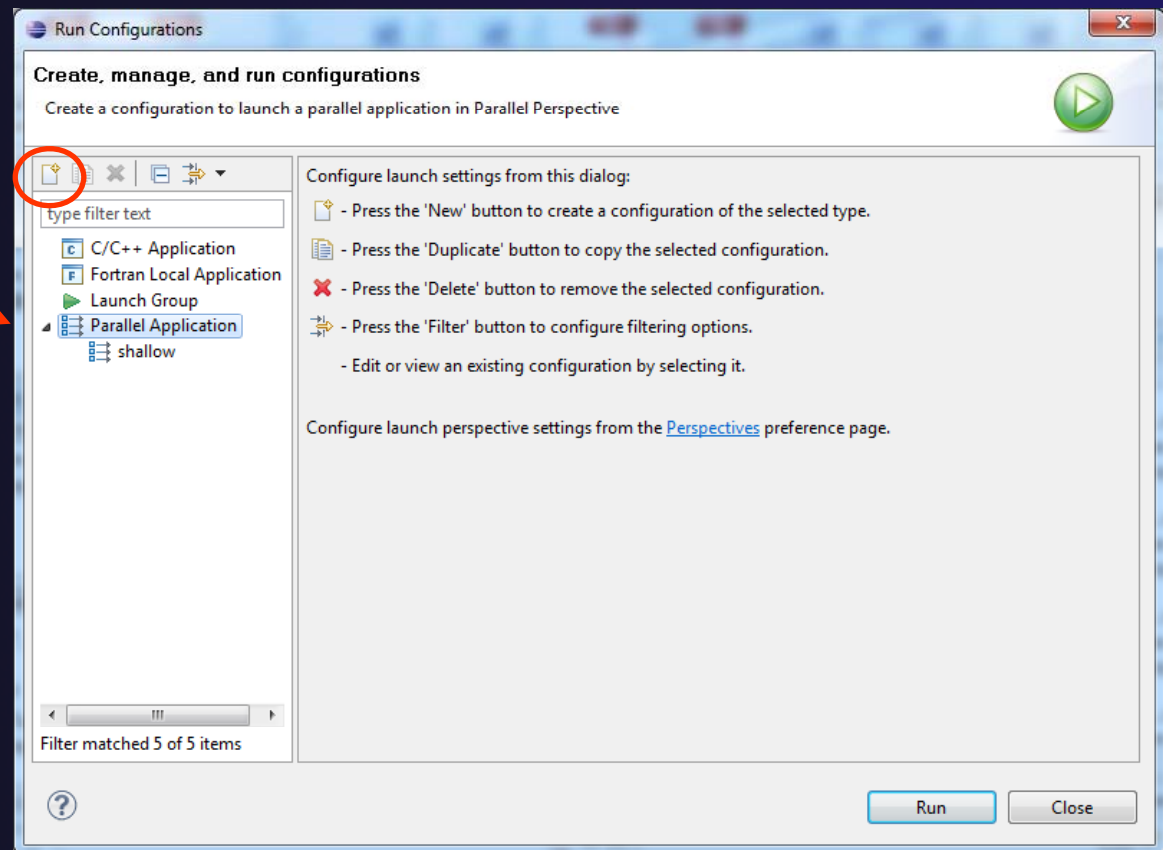 Run Configurations
Create, manage, and run configurations
Create a configuration to launch a parallel application in Parallel Perspective
type filter text
C/C++ Application
Fortran Local Application
Launch Group
Parallel Application
shallow
Filter matched 5 of 5 items
Configure launch settings from this dialog:
- Press the 'New' button to create a configuration of the selected type.
- Press the 'Duplicate' button to copy the selected configuration.
- Press the 'Delete' button to remove the selected configuration.
- Press the 'Filter' button to configure filtering options.
- Edit or view an existing configuration by selecting it.
Configure launch perspective settings from the Perspectives preference page.
Run
Close